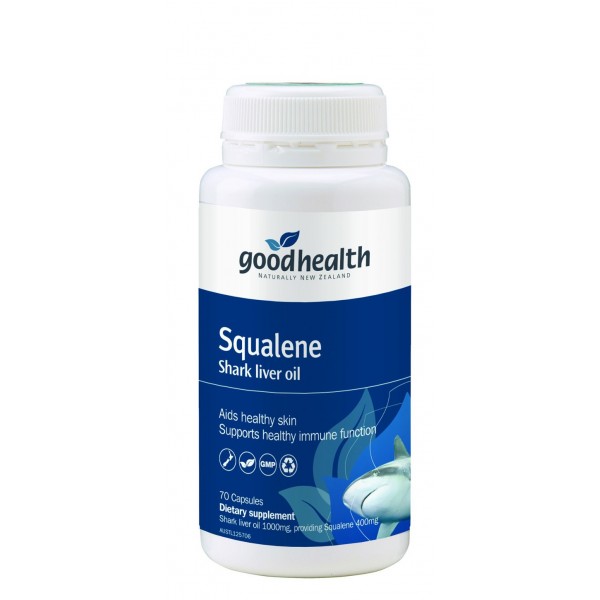 goodhealth
NATURALLY NEW ZEALAND
Squalene
Shark liver oil
Aids healthy skin
Supports healthy immune function
GMP
70 Capsules
Dietary supplement
Shark liver oil 1000mg, providing Squalene 400mg
AUSTL125706